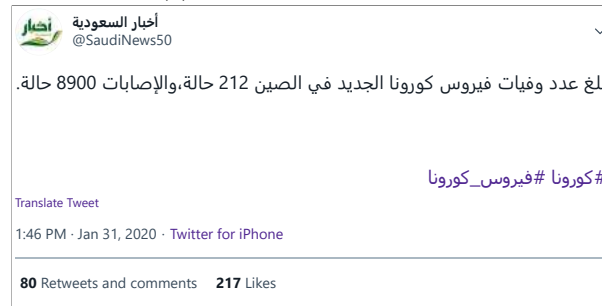 أخبار
أخبار السعودية
@SaudiNews50
عدد وفيات فيروس كورونا الجديد في الصين 212 حالة،والإصابات 8900 حالة.
#كورونا #فيروس_كورونا
Translate Tweet
1:46 PM · Jan 31, 2020 · Twitter for iPhone
80 Retweets and comments 217 Likes